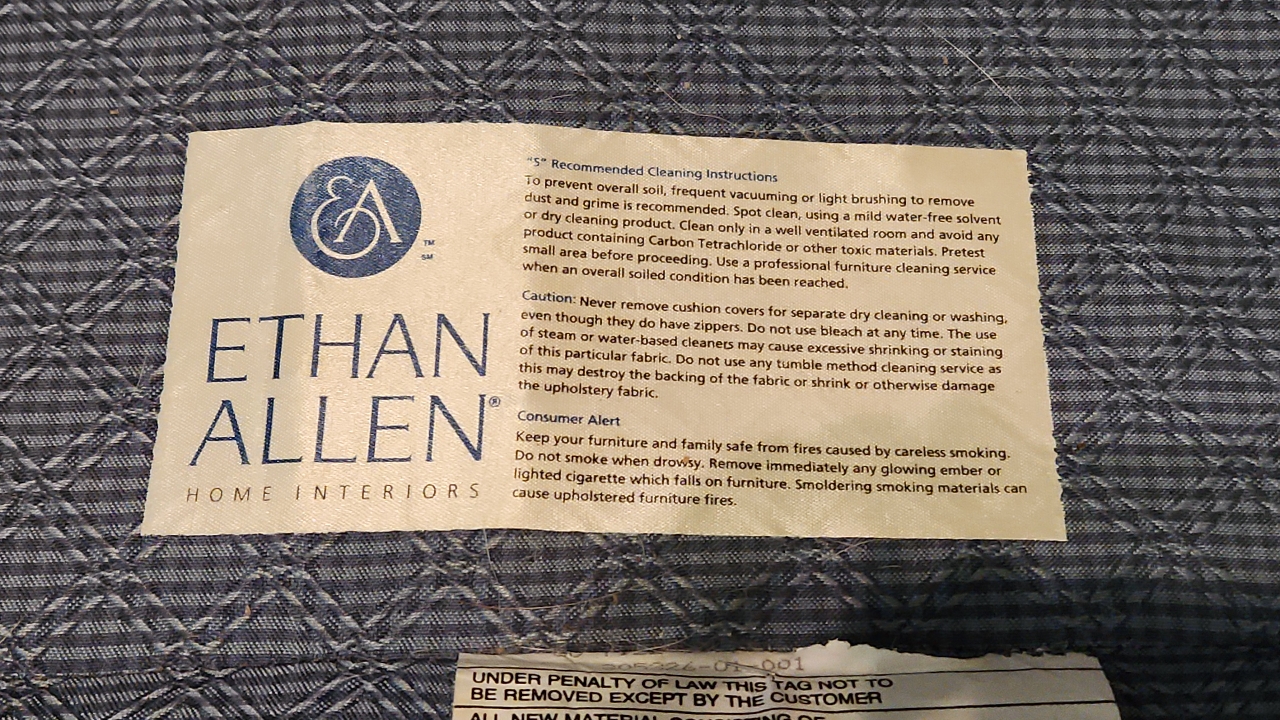 EA
™
SM
ETHAN
ALLEN®
HOME INTERIORS
"S" Recommended Cleaning Instructions
To prevent overall soil, frequent vacuuming or light brushing to remove
dust and grime is recommended. Spot clean, using a mild water-free solvent
or dry cleaning product. Clean only in a well ventilated room and avoid any
product containing Carbon Tetrachloride or other toxic materials. Pretest
small area before proceeding. Use a professional furniture cleaning service
when an overall soiled condition has been reached.
Caution: Never remove cushion covers for separate dry cleaning or washing,
even though they do have zippers. Do not use bleach at any time. The use
of steam or water-based cleaners may cause excessive shrinking or staining
of this particular fabric. Do not use any tumble method cleaning service as
this may destroy the backing of the fabric or shrink or otherwise damage
the upholstery fabric.
Consumer Alert
Keep your furniture and family safe from fires caused by careless smoking.
Do not smoke when drowsy. Remove immediately any glowing ember or
lighted cigarette which falls on furniture. Smoldering smoking materials can
cause upholstered furniture fires.
UNDER PENALTY OF LAW THIS TAG NOT TO
BE REMOVED EXCEPT BY THE CUSTOMER
ALL NEW MATERIAL CONSISTING OF